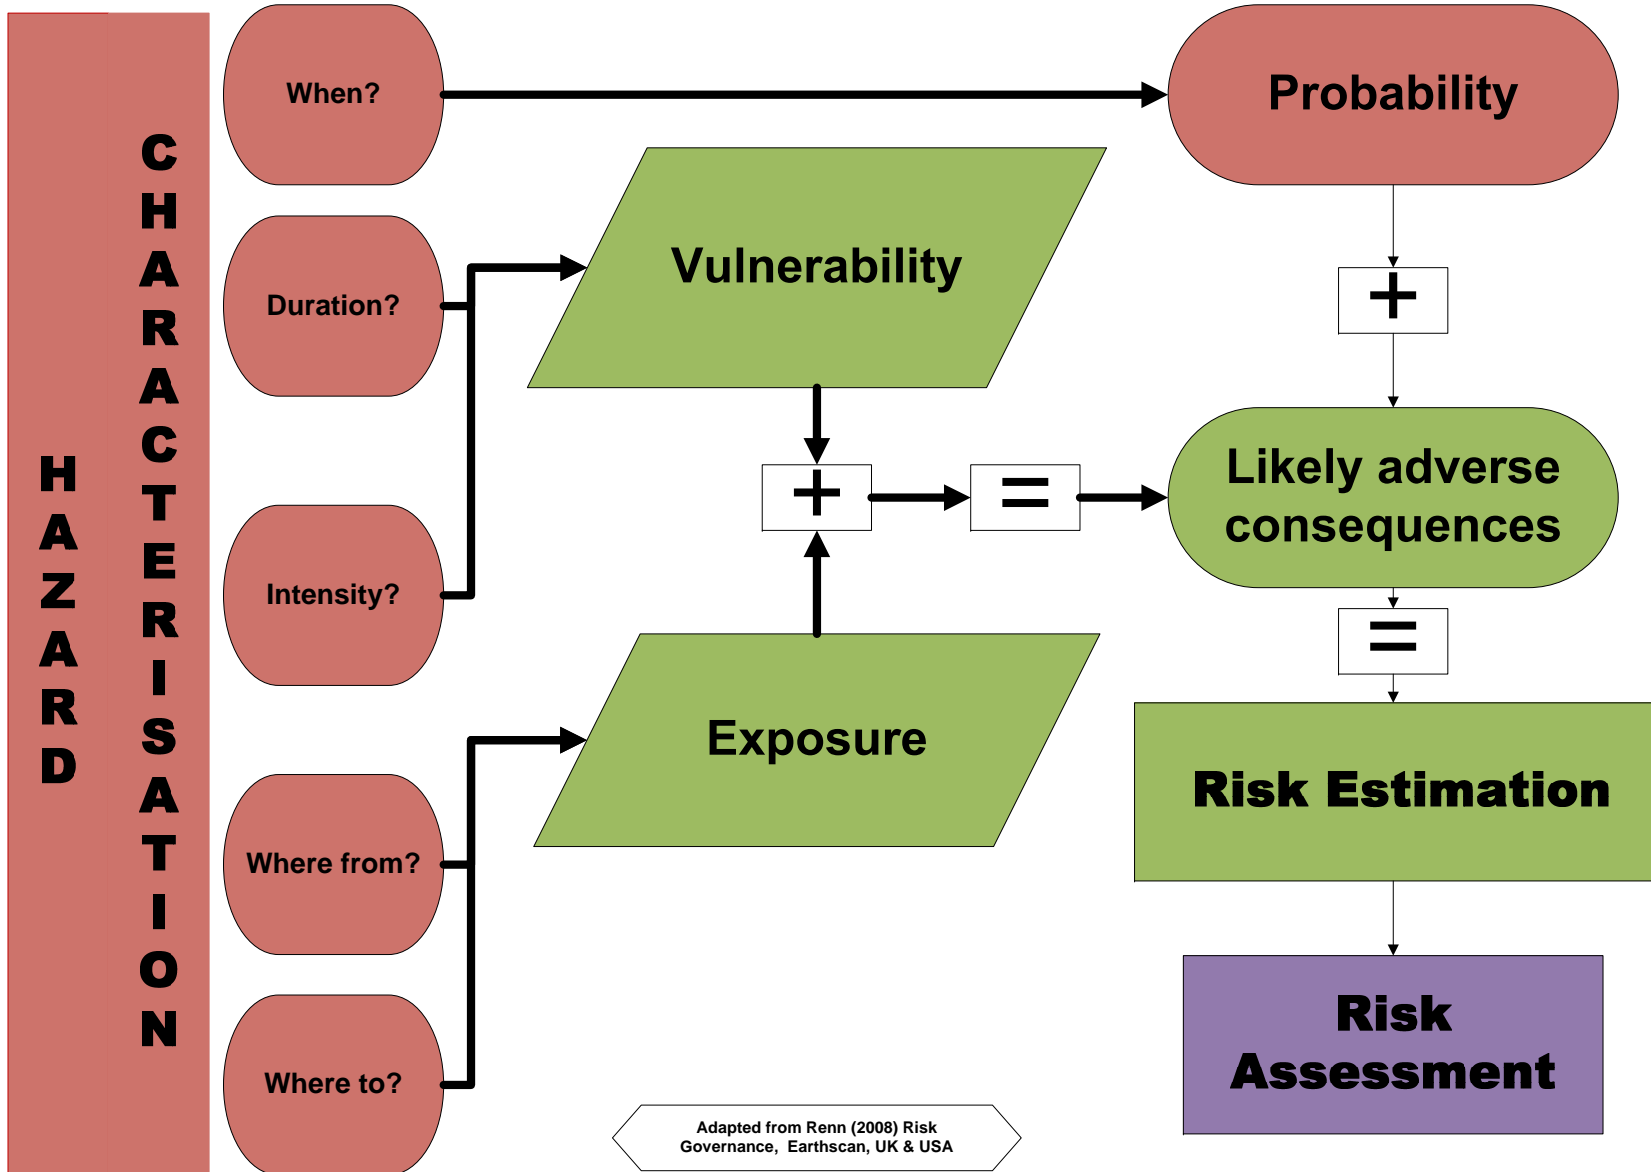 HAZARD
CHARACTERISATION
When?
Probability
Vulnerability
Duration?
+
Likely adverse
consequences
+
=
Intensity?
=
Exposure
Risk Estimation
Where from?
Risk
Assessment
Where to?
Adapted from Renn (2008) Risk
Governance, Earthscan, UK & USA